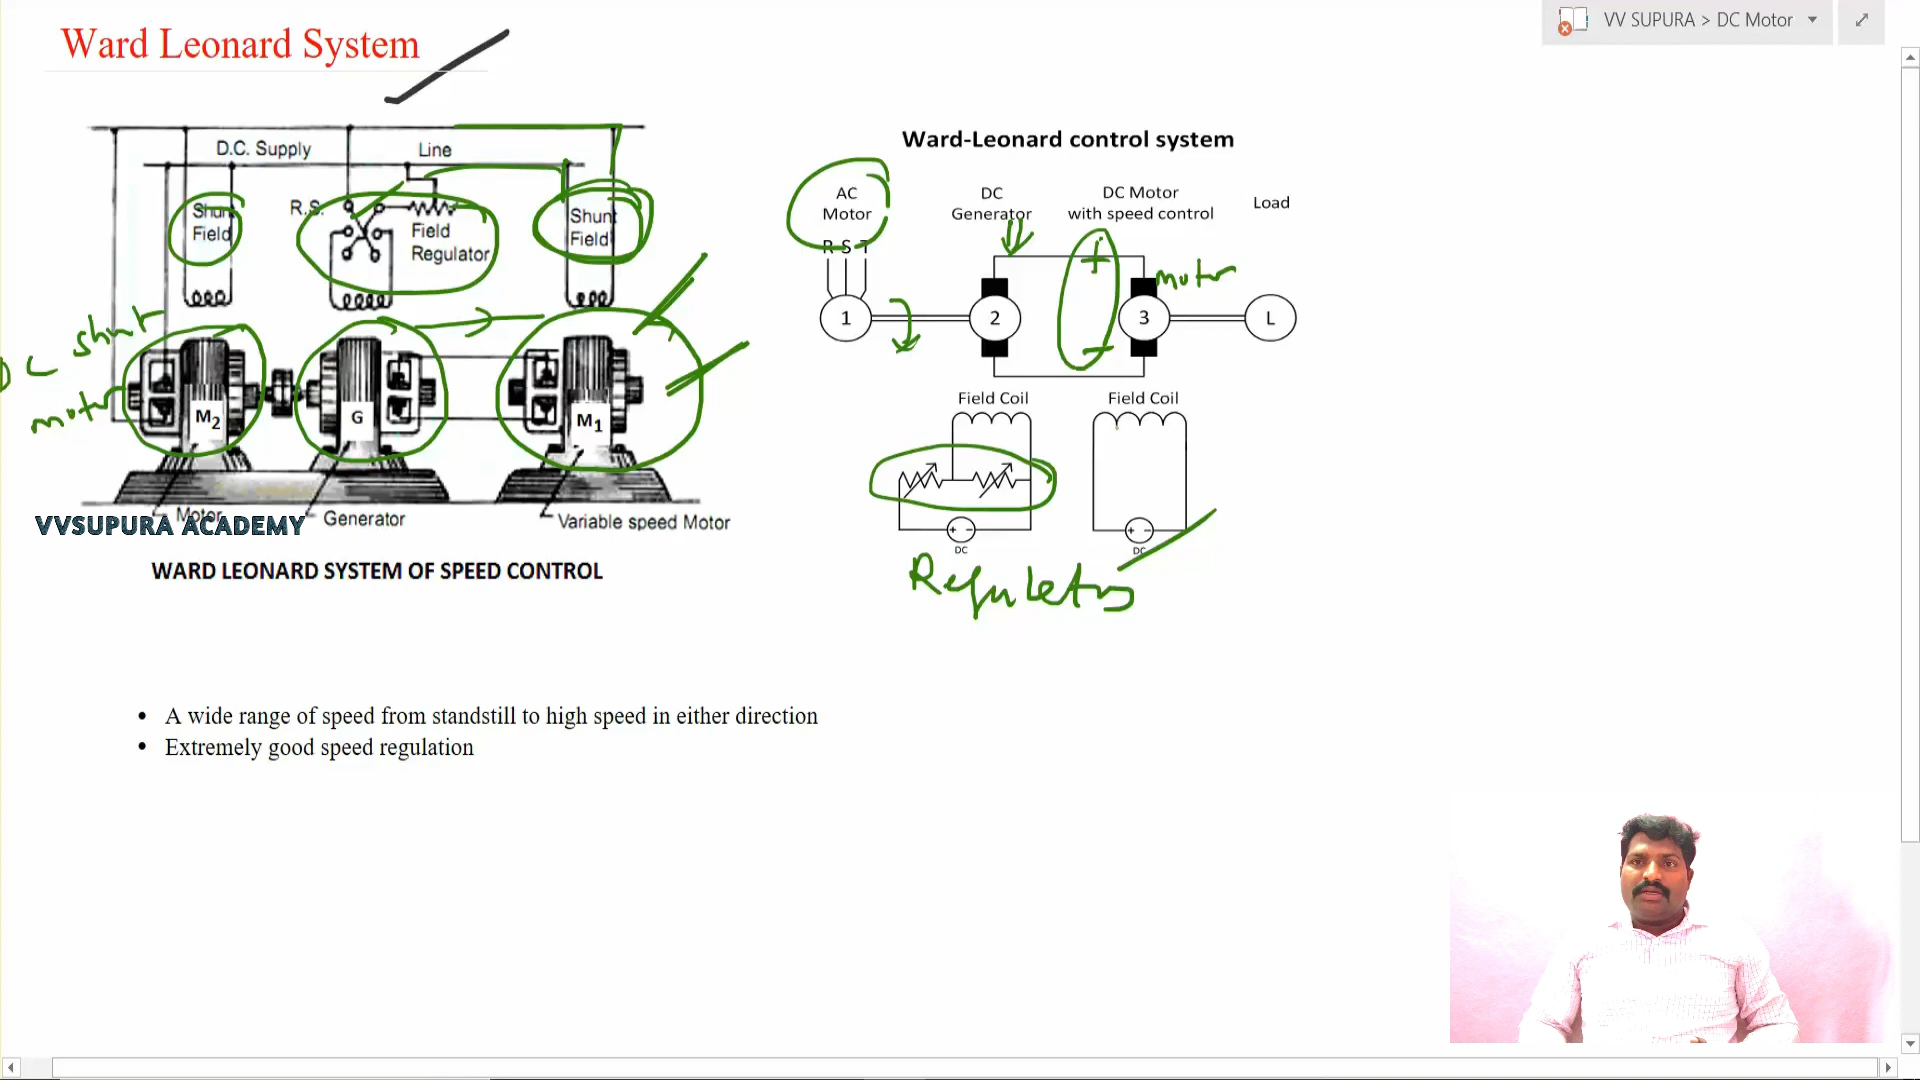 Ward Leonard System
VV SUPURA > DC Motor
D.C. Supply
Line
Shunt
Field
R.S.
Field
Regulator
Shunt
Field
DC shunt
motor
M2
G
M1
Motor
Generator
Variable speed Motor
VVSUPURA ACADEMY
WARD LEONARD SYSTEM OF SPEED CONTROL
Ward-Leonard control system
AC
Motor
R S T
DC
Generator
DC Motor
with speed control
Load
+
motor
1
2
3
L
−
Field Coil
Field Coil
+ −
DC
+ −
DC
• A wide range of speed from standstill to high speed in either direction
• Extremely good speed regulation